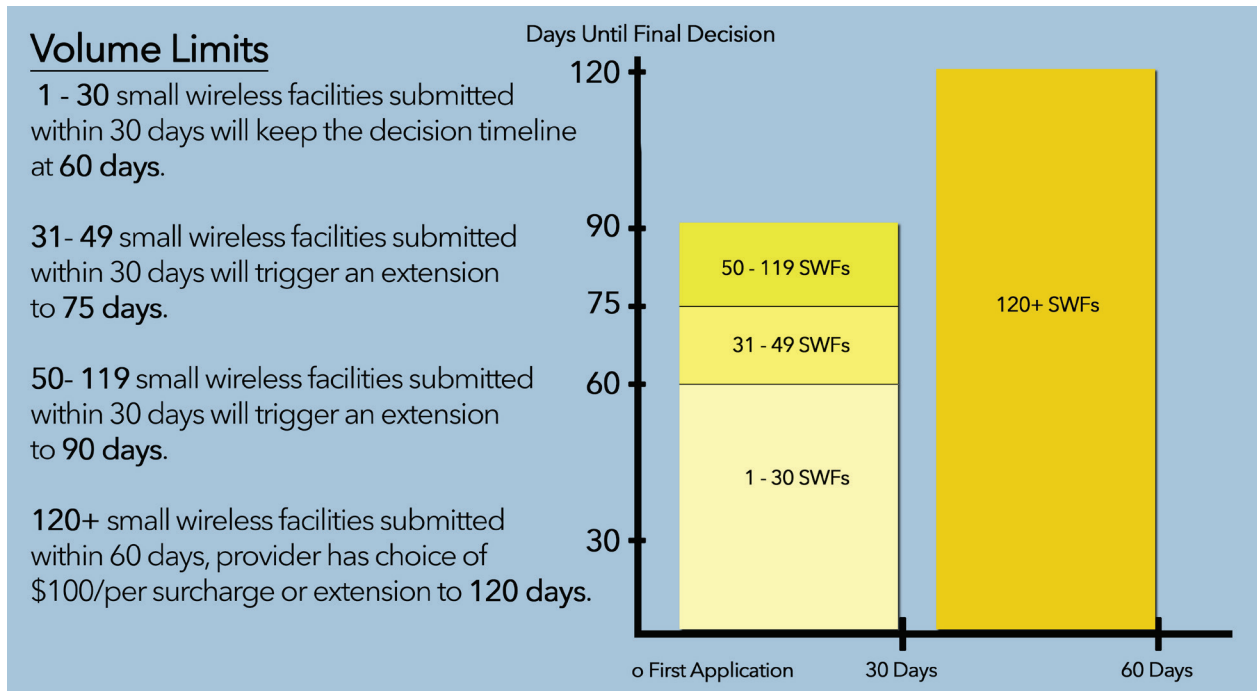 Volume Limits
1 - 30 small wireless facilities submitted
within 30 days will keep the decision timeline
at 60 days.
31- 49 small wireless facilities submitted
within 30 days will trigger an extension
to 75 days.
50- 119 small wireless facilities submitted
within 30 days will trigger an extension
to 90 days.
120+ small wireless facilities submitted
within 60 days, provider has choice of
$100/per surcharge or extension to 120 days.
Days Until Final Decision
120
90
75
60
30
50 - 119 SWFs
31 - 49 SWFs
1 - 30 SWFs
120+ SWFs
o First Application
30 Days
60 Days